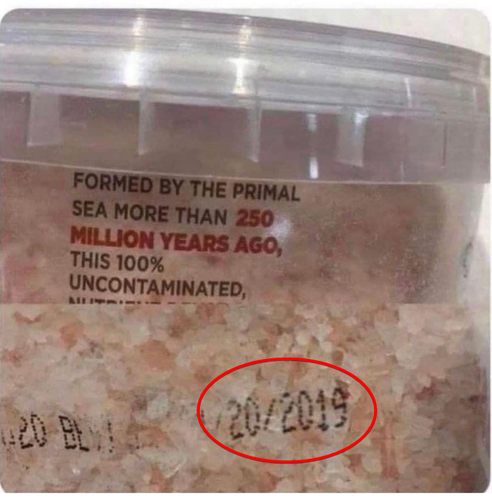 FORMED BY THE PRIMAL
SEA MORE THAN 250
MILLION YEARS AGO,
THIS 100%
UNCONTAMINATED,
20/2019